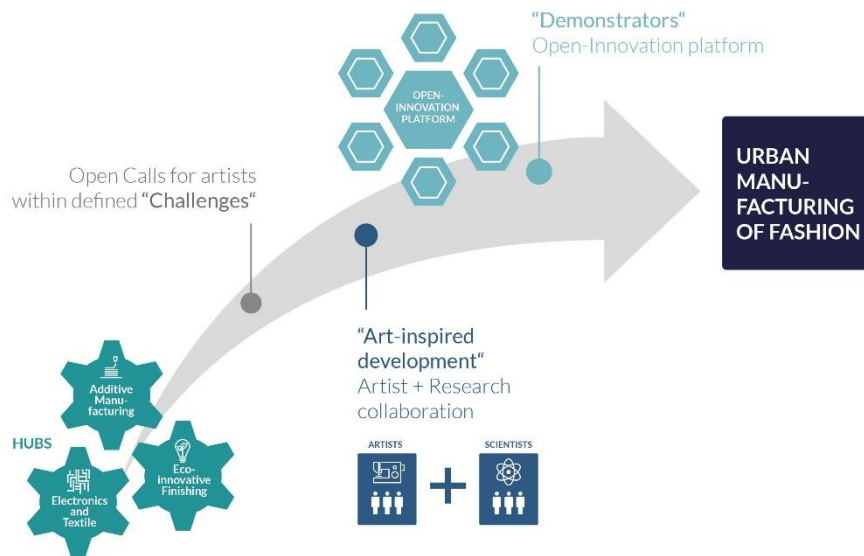 “Demonstrators“
Open-Innovation platform
OPEN-
INNOVATION
PLATFORM
URBAN
MANU-
FACTURING
OF FASHION
Open Calls for artists
within defined “Challenges“
“Art-inspired
development“
Artist + Research
collaboration
ARTISTS
+
SCIENTISTS
HUBS
Additive
Manu-
facturing
Eco-
Innovative
Finishing
Electronics
and
Textile